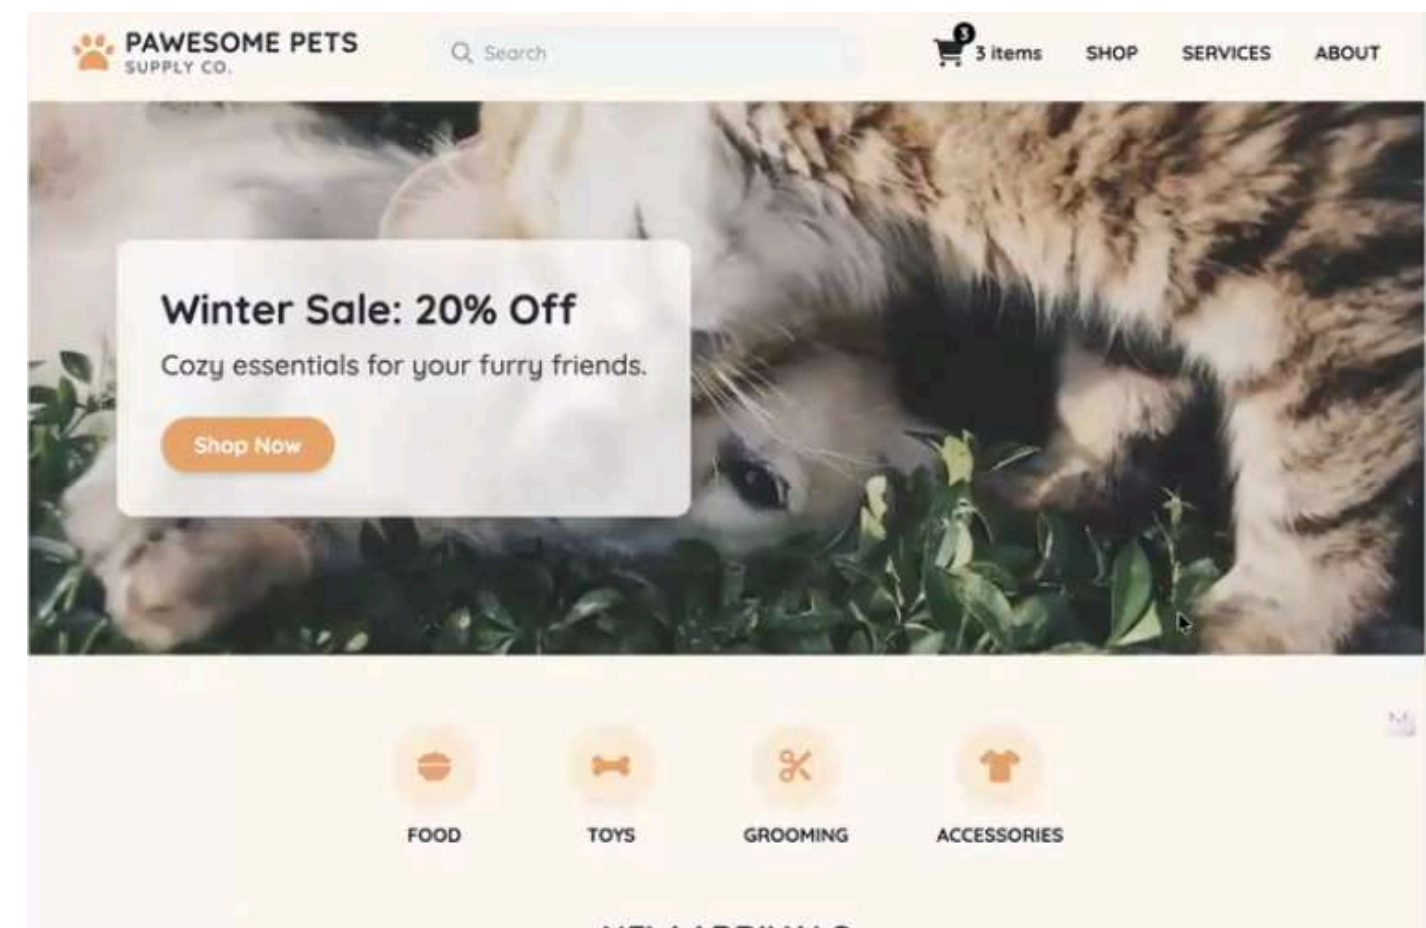 PAWESOME PETS
SUPPLY CO.
Search
3
3 items
SHOP
SERVICES
ABOUT
Winter Sale: 20% Off
Cozy essentials for your furry friends.
Shop Now
FOOD
TOYS
GROOMING
ACCESSORIES